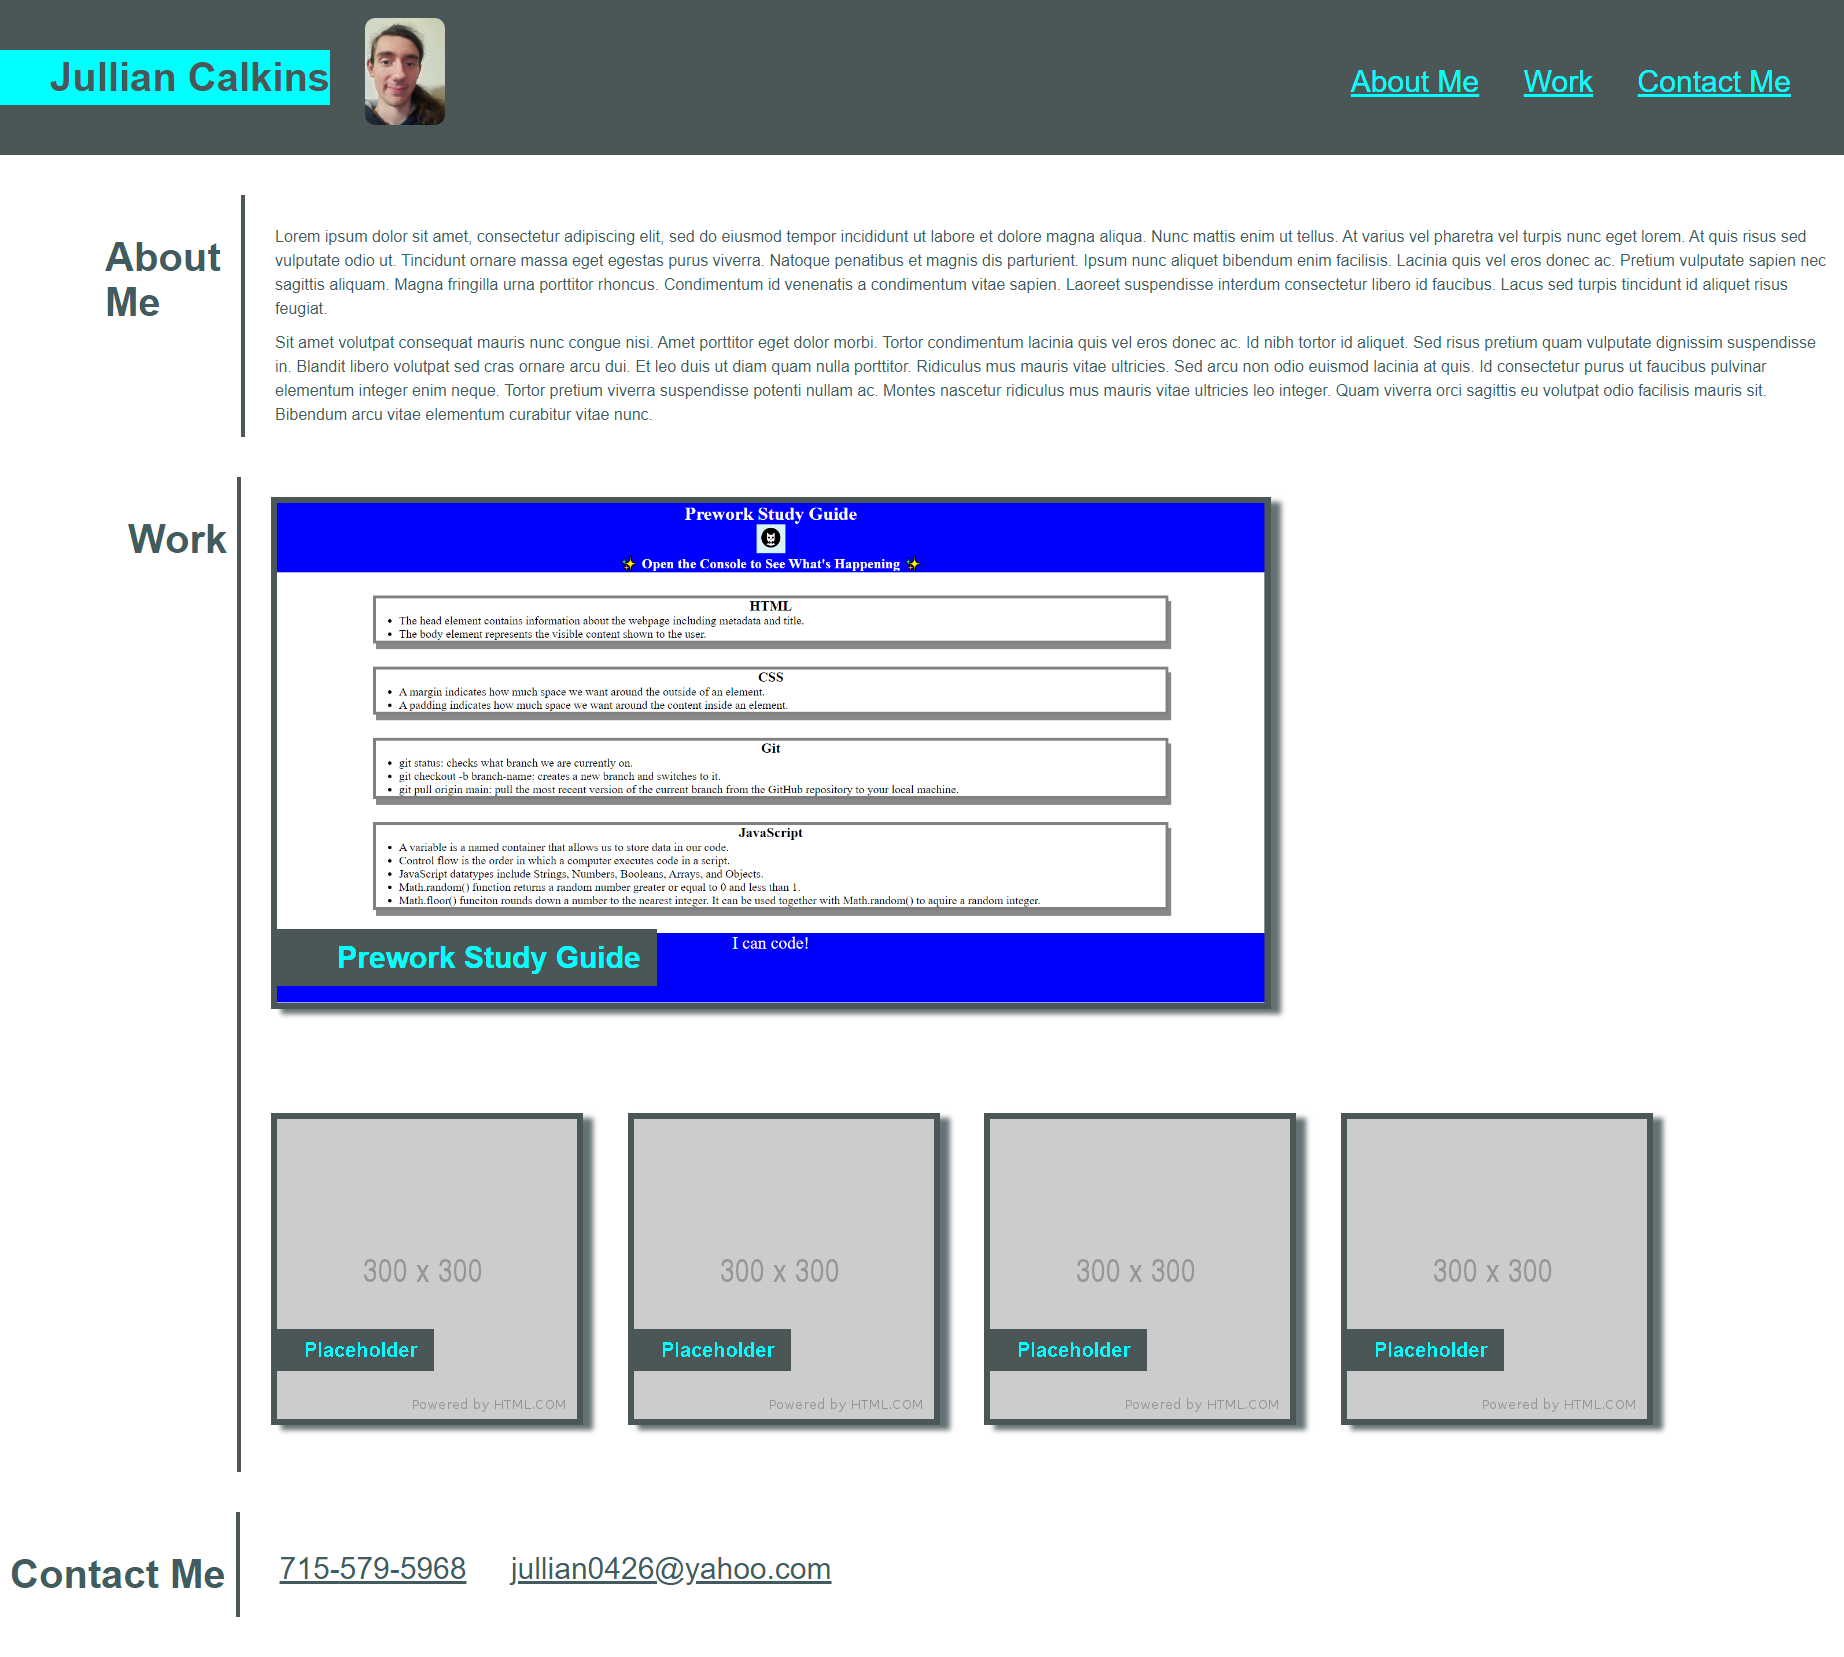 Jullian Calkins
About Me
Work
Contact Me
About
Me
Lorem ipsum dolor sit amet, consectetur adipiscing elit, sed do eiusmod tempor incididunt ut labore et dolore magna aliqua. Nunc mattis enim ut tellus. At varius vel pharetra vel turpis nunc eget lorem. At quis risus sed
vulputate odio ut. Tincidunt ornare massa eget egestas purus viverra. Natoque penatibus et magnis dis parturient. Ipsum nunc aliquet bibendum enim facilisis. Lacinia quis vel eros donec ac. Pretium vulputate sapien nec
sagittis aliquam. Magna fringilla urna porttitor rhoncus. Condimentum id venenatis a condimentum vitae sapien. Laoreet suspendisse interdum consectetur libero id faucibus. Lacus sed turpis tincidunt id aliquet risus
feugiat.
Sit amet volutpat consequat mauris nunc congue nisi. Amet porttitor eget dolor morbi. Tortor condimentum lacinia quis vel eros donec ac. Id nibh tortor id aliquet. Sed risus pretium quam vulputate dignissim suspendisse
in. Blandit libero volutpat sed cras ornare arcu dui. Et leo duis ut diam quam nulla porttitor. Ridiculus mus mauris vitae ultricies. Sed arcu non odio euismod lacinia at quis. Id consectetur purus ut faucibus pulvinar
elementum integer enim neque. Tortor pretium viverra suspendisse potenti nullam ac. Montes nascetur ridiculus mus mauris vitae ultricies leo integer. Quam viverra orci sagittis eu volutpat odio facilisis mauris sit.
Bibendum arcu vitae elementum curabitur vitae nunc.
Work
Prework Study Guide
✨ Open the Console to See What's Happening ✨
HTML
• The head element contains information about the webpage including metadata and title.
• The body element represents the visible content shown to the user.
CSS
• A margin indicates how much space we want around the outside of an element.
• A padding indicates how much space we want around the content inside an element.
Git
• git status: checks what branch we are currently on.
• git checkout -b branch-name: creates a new branch and switches to it.
• git pull origin main: pull the most recent version of the current branch from the GitHub repository to your local machine.
JavaScript
• A variable is a named container that allows us to store data in our code.
• Control flow is the order in which a computer executes code in a script.
• JavaScript datatypes include Strings, Numbers, Booleans, Arrays, and Objects.
• Math.random() function returns a random number greater or equal to 0 and less than 1.
• Math.floor() funciton rounds down a number to the nearest integer. It can be used together with Math.random() to aquire a random integer.
I can code!
Prework Study Guide
300 x 300
Placeholder
Powered by HTML.COM
300 x 300
Placeholder
Powered by HTML.COM
300 x 300
Placeholder
Powered by HTML.COM
300 x 300
Placeholder
Powered by HTML.COM
Contact Me
715-579-5968
jullian0426@yahoo.com